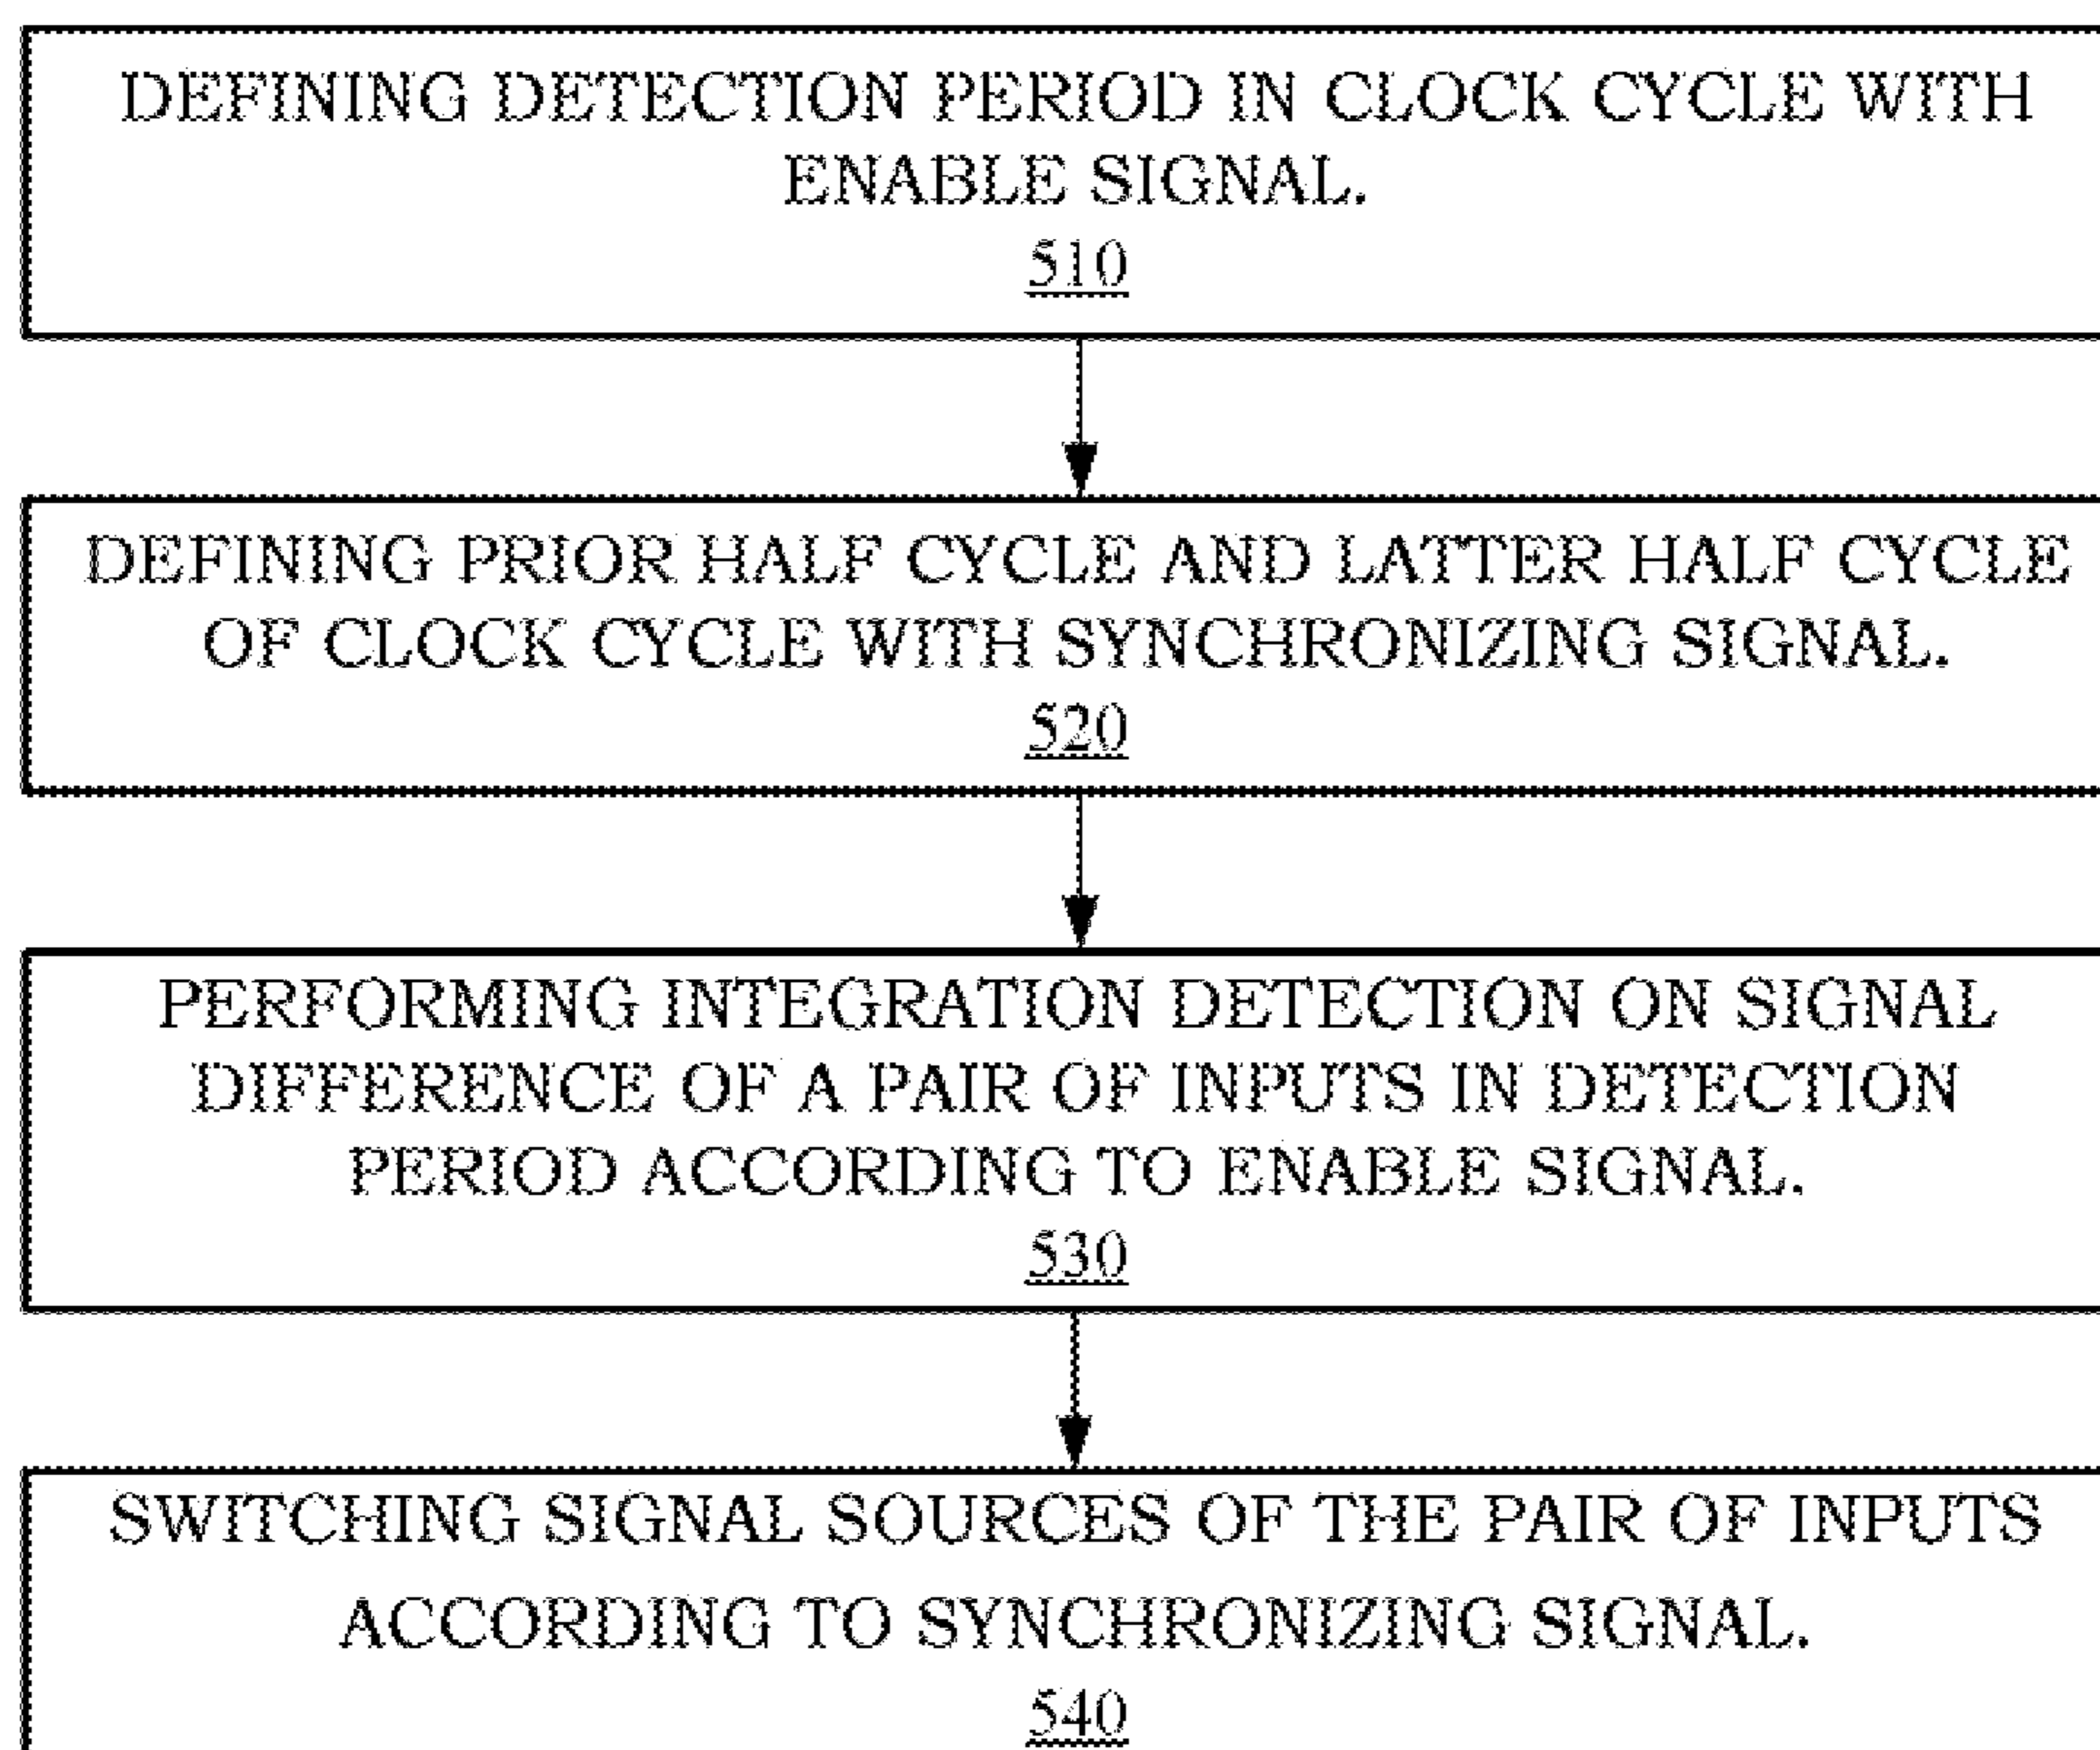 DEFINING DETECTION PERIOD IN CLOCK CYCLE WITH
ENABLE SIGNAL.
510
DEFINING PRIOR HALF CYCLE AND LATTER HALF CYCLE
OF CLOCK CYCLE WITH SYNCHRONIZING SIGNAL.
520
PERFORMING INTEGRATION DETECTION ON SIGNAL
DIFFERENCE OF A PAIR OF INPUTS IN DETECTION
PERIOD ACCORDING TO ENABLE SIGNAL.
530
SWITCHING SIGNAL SOURCES OF THE PAIR OF INPUTS
ACCORDING TO SYNCHRONIZING SIGNAL.
540